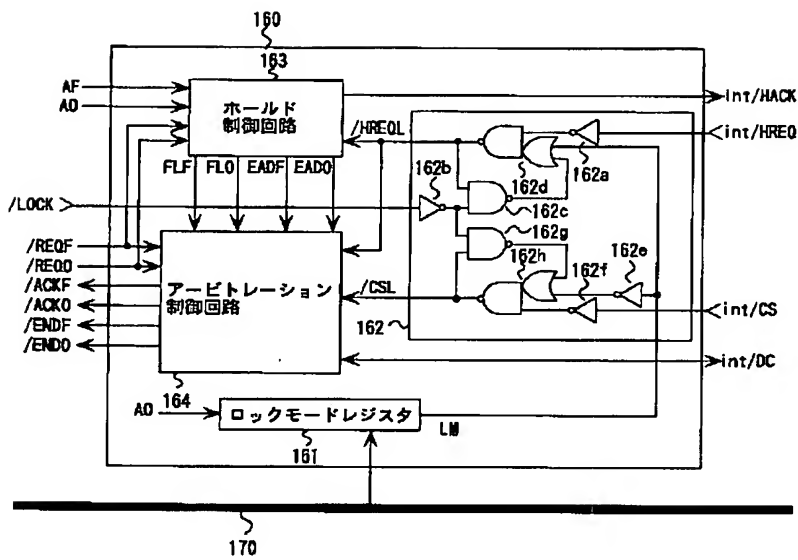 160
163
AF
AO
ホールド
制御回路
int/HACK
/HREQL
int/HREQ
FLF FLO EADF EADO
162b
162d
162a
/LOCK
162c
162g
/REQF
/REQO
/ACKF
/ACKO
/ENDF
/ENDO
アービトレーション
制御回路
162h
162f
162e
/CSL
162
int/CS
int/DC
164
AO
ロックモードレジスタ
LM
161
170